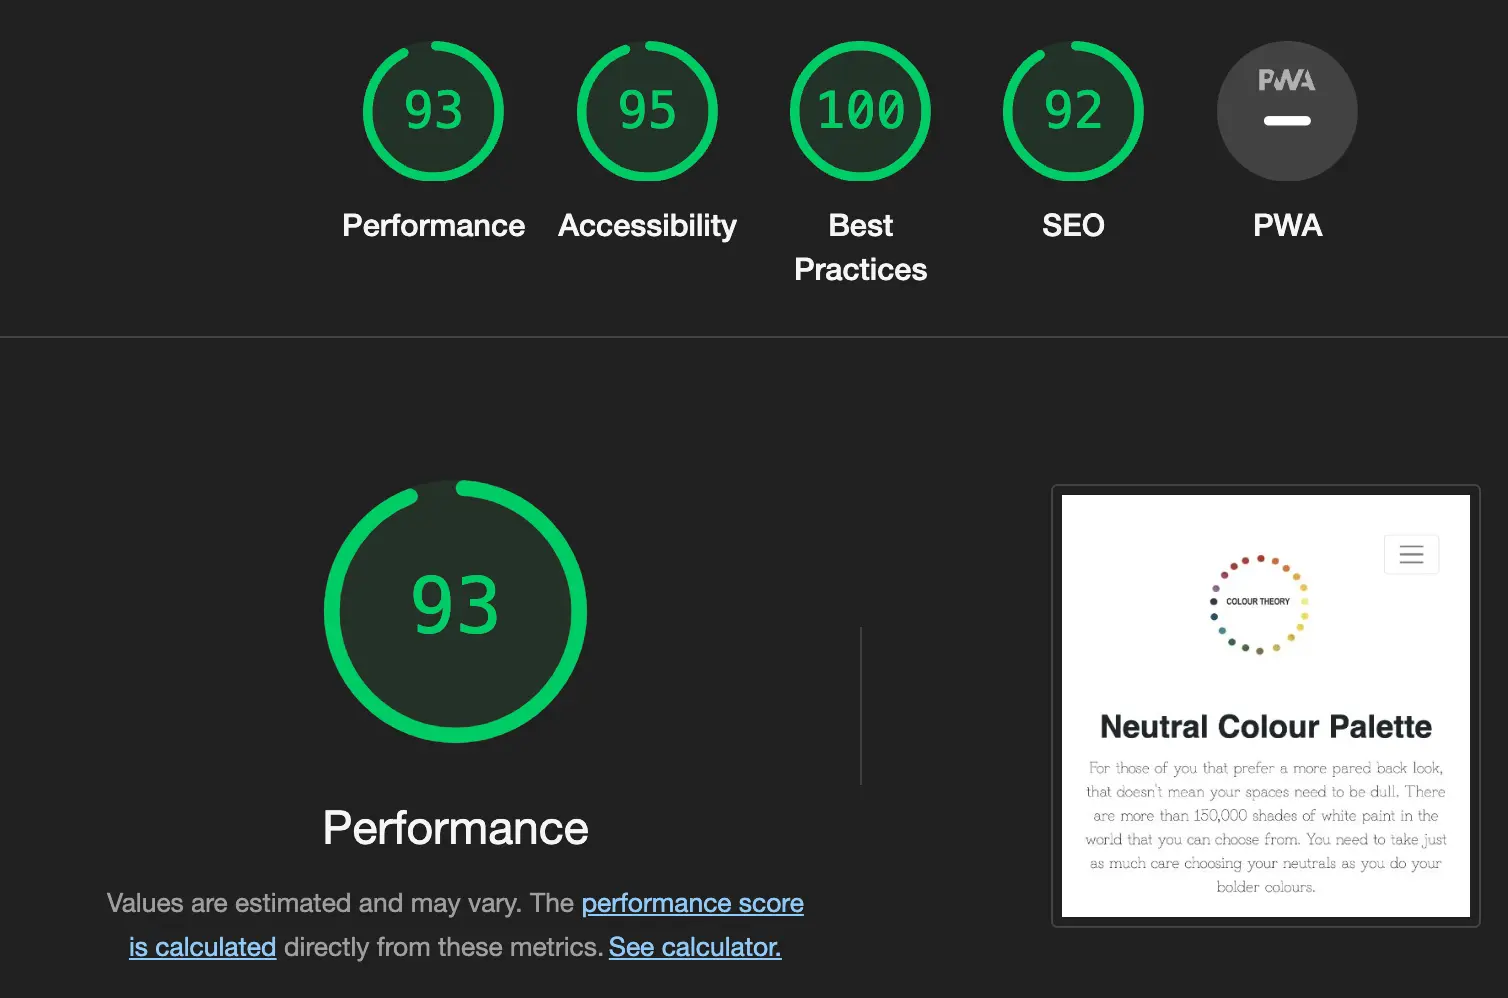 93
95
100
92
PWA
Performance
Accessibility
Best
Practices
SEO
PWA
93
Performance
Values are estimated and may vary. The performance score
is calculated directly from these metrics. See calculator.
COLOUR THEORY
Neutral Colour Palette
For those of you that prefer a more pared back look,
that doesn't mean your spaces need to be dull. There
are more than 150,000 shades of white paint in the
world that you can choose from. You need to take just
as much care choosing your neutrals as you do your
bolder colours.